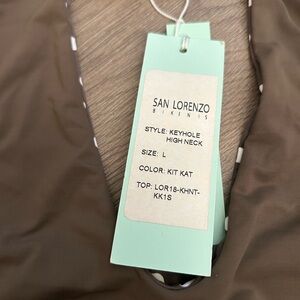 SAN LORENZO
BIKINIS
STYLE: KEYHOLE
HIGH NECK
SIZE: L
COLOR: KIT KAT
TOP: LOR18-KHNT-
KK1S